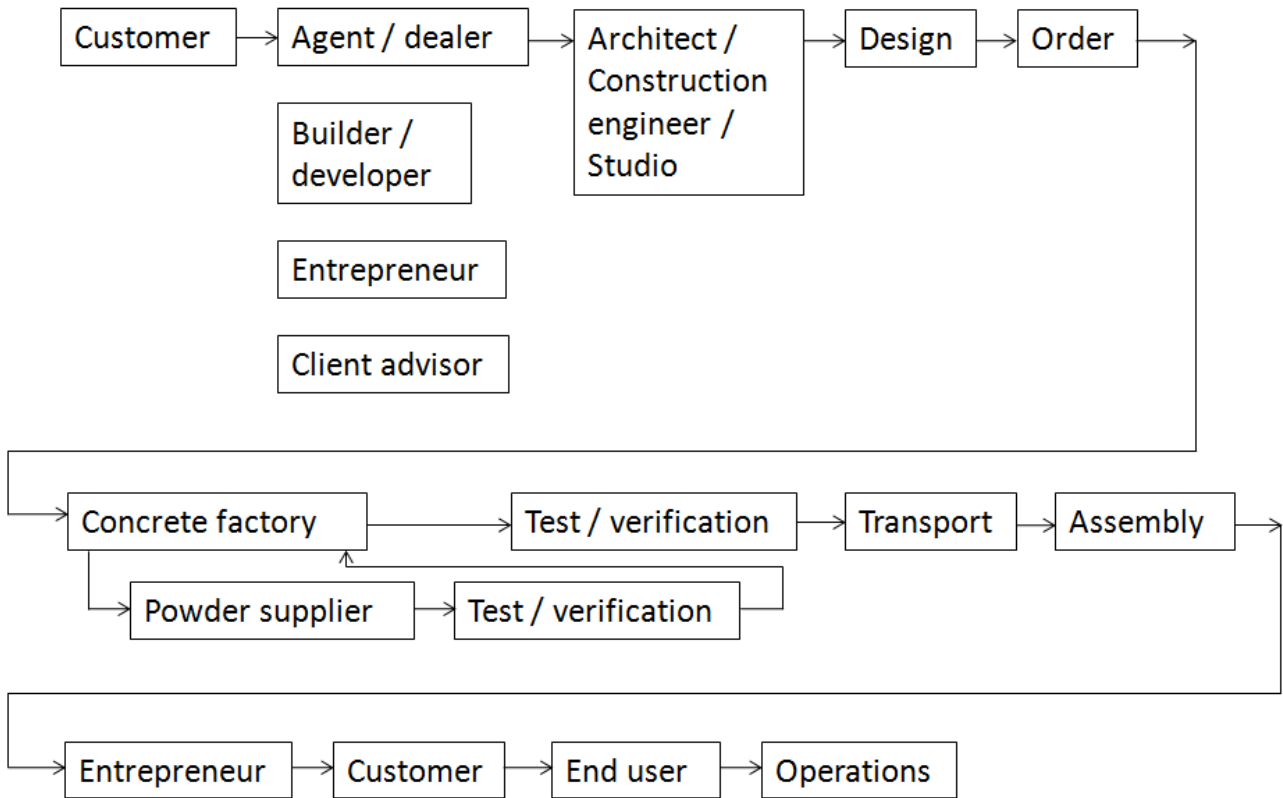 Customer
Agent / dealer
Architect /
Construction
engineer /
Studio
Design
Order
Builder /
developer
Entrepreneur
Client advisor
Concrete factory
Test / verification
Transport
Assembly
Powder supplier
Test / verification
Entrepreneur
Customer
End user
Operations